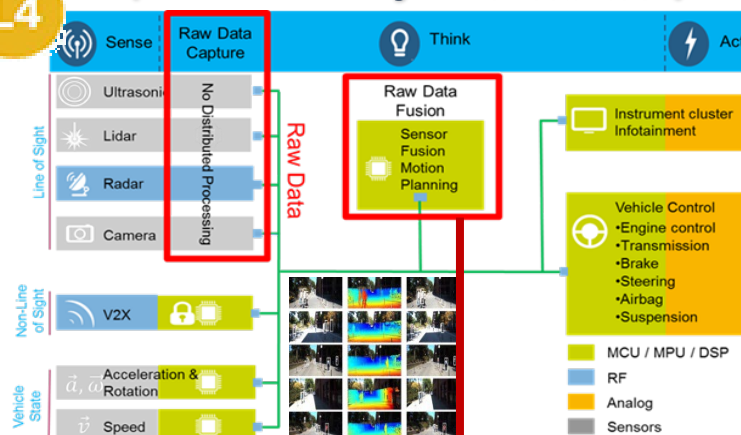 L4
Sense
Raw Data
Capture
Think
Act
Line of Sight
Ultrasonic
Lidar
Radar
Camera
No Distributed Processing
Raw Data
Raw Data
Fusion
Sensor
Fusion
Motion
Planning
Instrument cluster
Infotainment
Vehicle Control
•Engine control
•Transmission
•Brake
•Steering
•Airbag
•Suspension
Non-Line
of Sight
V2X
Vehicle
State
Acceleration &
Rotation
Speed
MCU / MPU / DSP
RF
Analog
Sensors